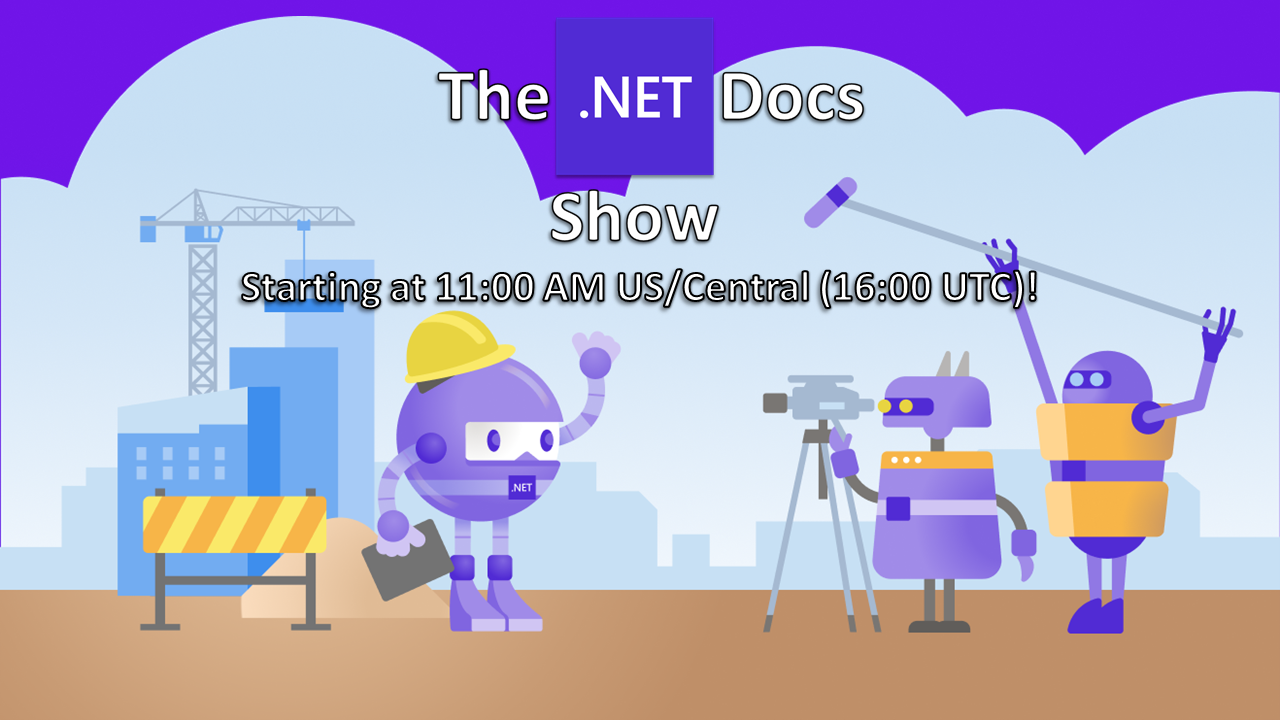 The .NET Docs
Show
Starting at 11:00 AM US/Central (16:00 UTC)!
.NET